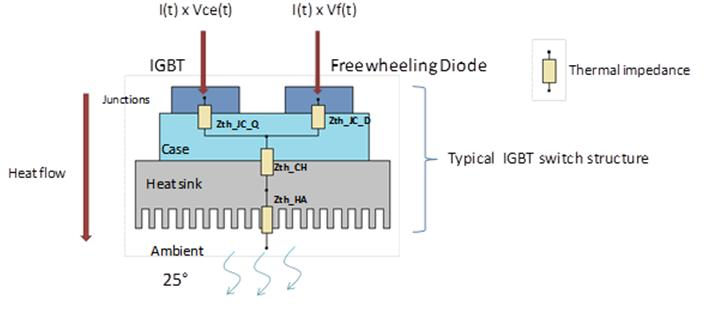 I(t) x Vce(t)
I(t) x Vf(t)
IGBT
Freewheeling Diode
Thermal impedance
Junctions
Zth_JC_Q
Zth_JC_D
Case
Typical IGBT switch structure
Zth_CH
Heat flow
Heat sink
Zth_HA
Ambient
25°